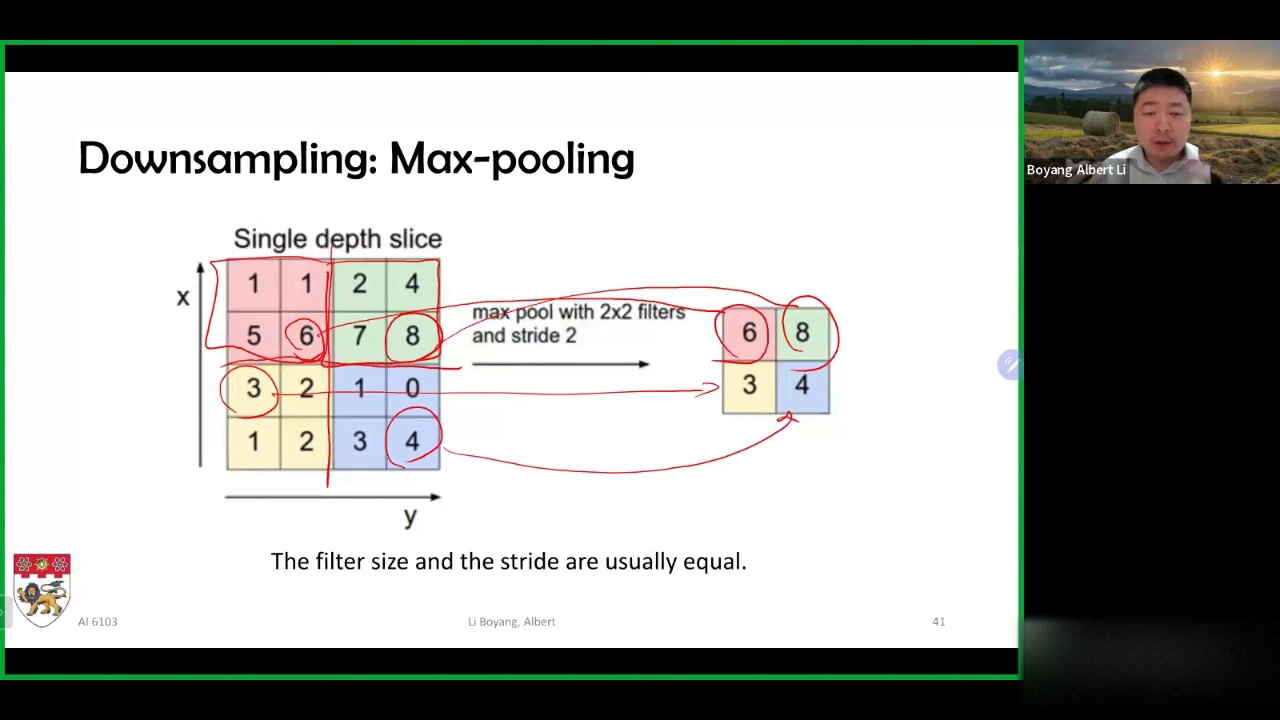 Downsampling: Max-pooling
Boyang Albert Li
Single depth slice
x
1 1 2 4
5 6 7 8
3 2 1 0
1 2 3 4
y
max pool with 2x2 filters
and stride 2
6 8
3 4
The filter size and the stride are usually equal.
AI 6103
Li Boyang, Albert
41